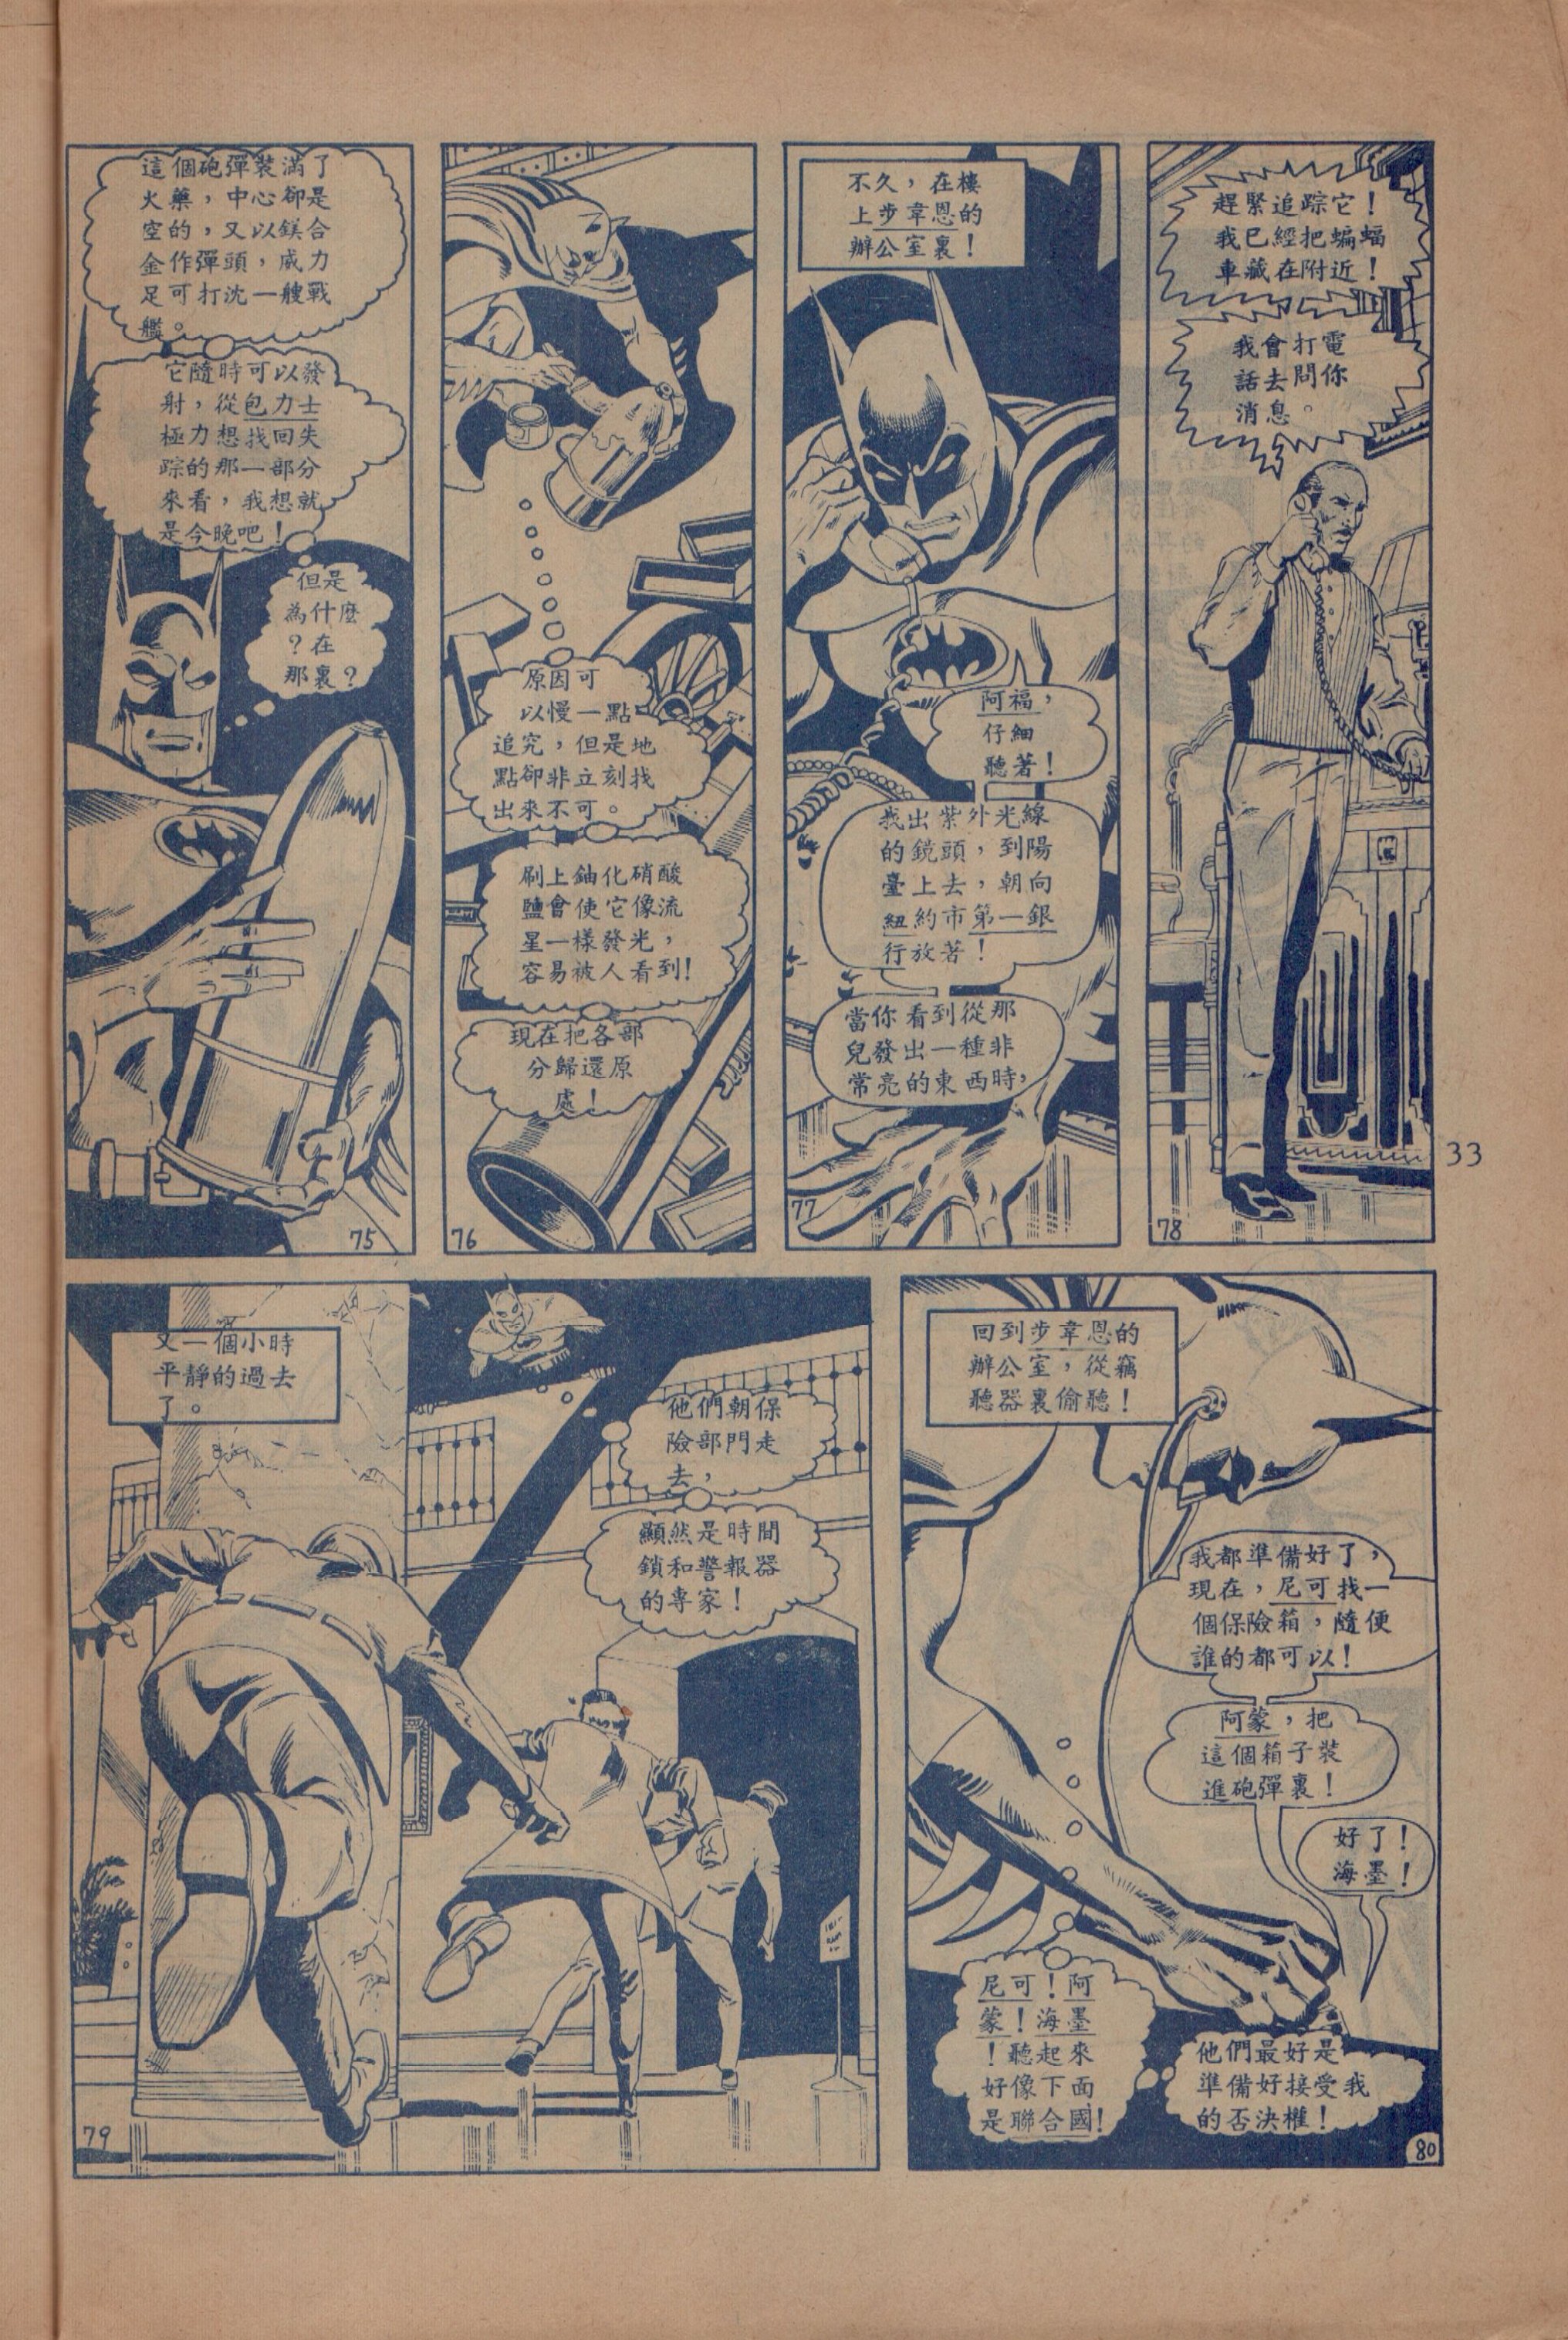 這個砲彈裝滿了
火藥，中心卻是
空的，又以鎂合
金作彈頭，威力
足可打沈一艘戰
艦。
它隨時可以發
射，從包力士
極力想找回失
踪的那一部分
來看，我想就
是今晚吧！
但是
為什麼
？在
那裏？
75
原因可
以慢一點
追究，但是地
點卻非立刻找
出來不可。
刷上鈾化硝酸
鹽會使它像流
星一樣發光，
容易被人看到！
現在把各部
分歸還原
處！
76
不久，在樓
上步韋恩的
辦公室裏！
阿福，
仔細
聽著！
我出紫外光線
的鏡頭，到陽
臺上去，朝向
紐約市第一銀
行放著！
當你看到從那
兒發出一種非
常亮的東西時，
77
趕緊追踪它！
我已經把蝙蝠
車藏在附近！
我會打電
話去問你
消息。
78
33
又一個小時
平靜的過去
了。
他們朝保
險部門走
去，
顯然是時間
鎖和警報器
的專家！
79
回到步韋恩的
辦公室，從竊
聽器裏偷聽！
我都準備好了，
現在，尼可找一
個保險箱，隨便
誰的都可以！
阿蒙，把
這個箱子裝
進砲彈裏！
好了！
海墨！
尼可！阿
蒙！海墨
！聽起來
好像下面
是聯合國！
他們最好是
準備好接受我
的否決權！
80